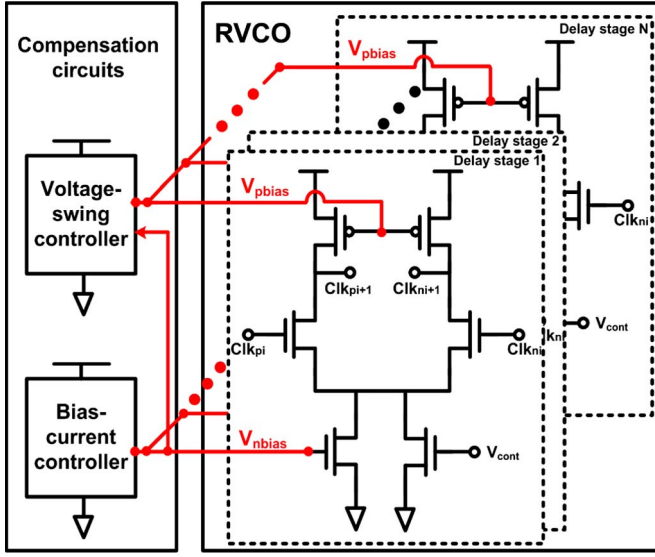 Compensation
circuits
Voltage-
swing
controller
Bias-
current
controller
RVCO
Delay stage N
Vpbias
Delay stage 2
Delay stage 1
Vpbias
Clkni
Clkpi+1
Clkni+1
Clkpi
Clkni
kni
Vcont
Vnbias
Vcont